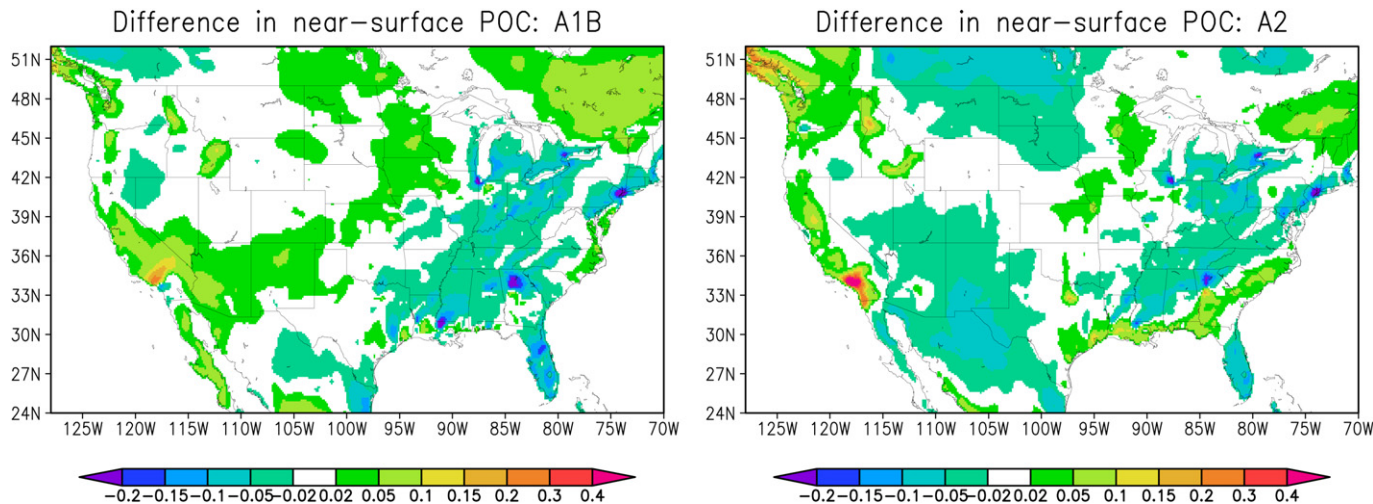 Difference in near-surface POC: A1B
51N
48N
45N
42N
39N
36N
33N
30N
27N
24N
125W 120W 115W 110W 105W 100W 95W 90W 85W 80W 75W 70W
-0.2 -0.15 -0.1 -0.05 -0.02 0.02 0.05 0.1 0.15 0.2 0.3 0.4
Difference in near-surface POC: A2
51N
48N
45N
42N
39N
36N
33N
30N
27N
24N
125W 120W 115W 110W 105W 100W 95W 90W 85W 80W 75W 70W
-0.2 -0.15 -0.1 -0.05 -0.02 0.02 0.05 0.1 0.15 0.2 0.3 0.4